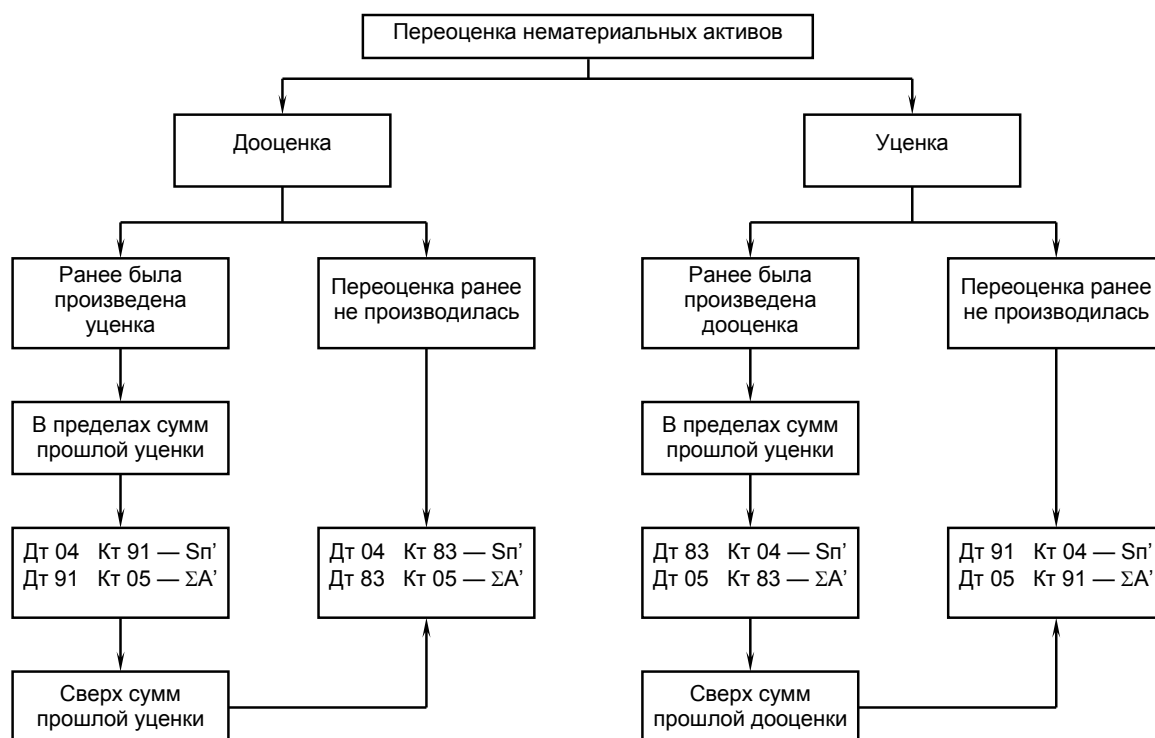 Переоценка нематериальных активов
Дооценка
Уценка
Ранее была
произведена
уценка
Переоценка ранее
не производилась
Ранее была
произведена
дооценка
Переоценка ранее
не производилась
В пределах сумм
прошлой уценки
В пределах сумм
прошлой уценки
Дт 04 Кт 91 — Sп’
Дт 91 Кт 05 — ΣA’
Дт 04 Кт 83 — Sп’
Дт 83 Кт 05 — ΣA’
Дт 83 Кт 04 — Sп’
Дт 05 Кт 83 — ΣA’
Дт 91 Кт 04 — Sп’
Дт 05 Кт 91 — ΣA’
Сверх сумм
прошлой уценки
Сверх сумм
прошлой дооценки